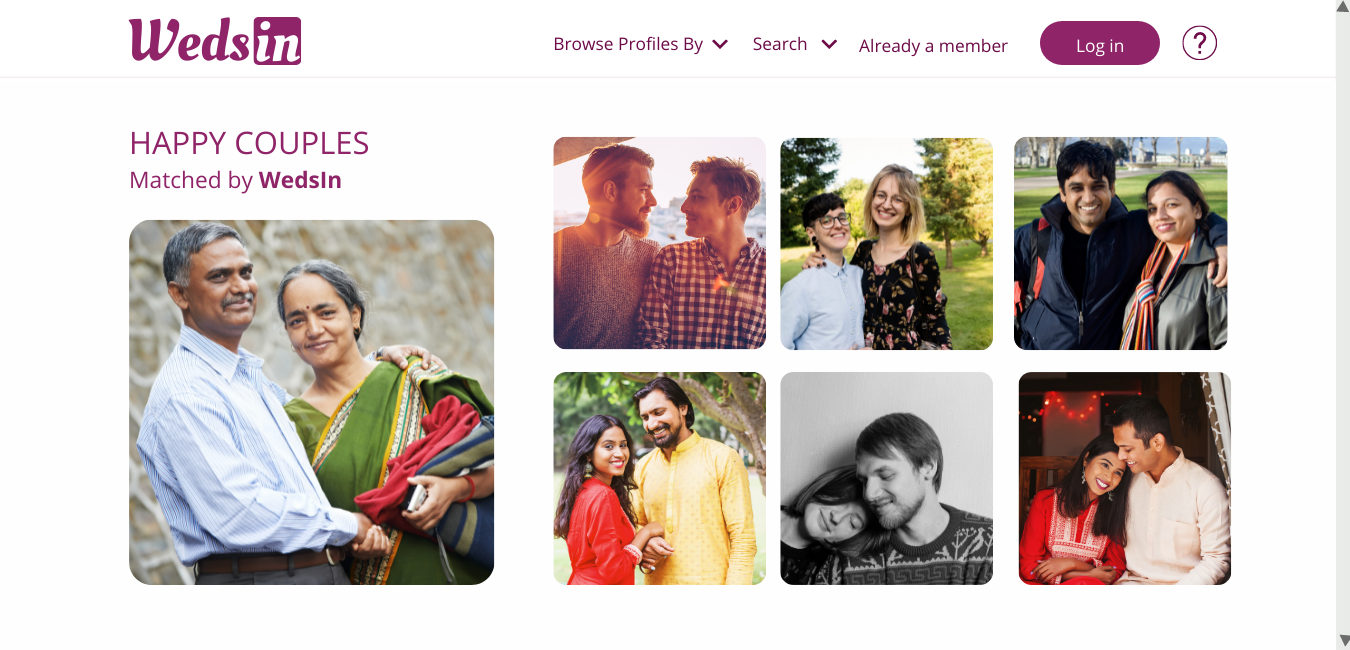 Wedsin
Browse Profiles By
Search
Already a member
Log in
?
HAPPY COUPLES
Matched by WedsIn